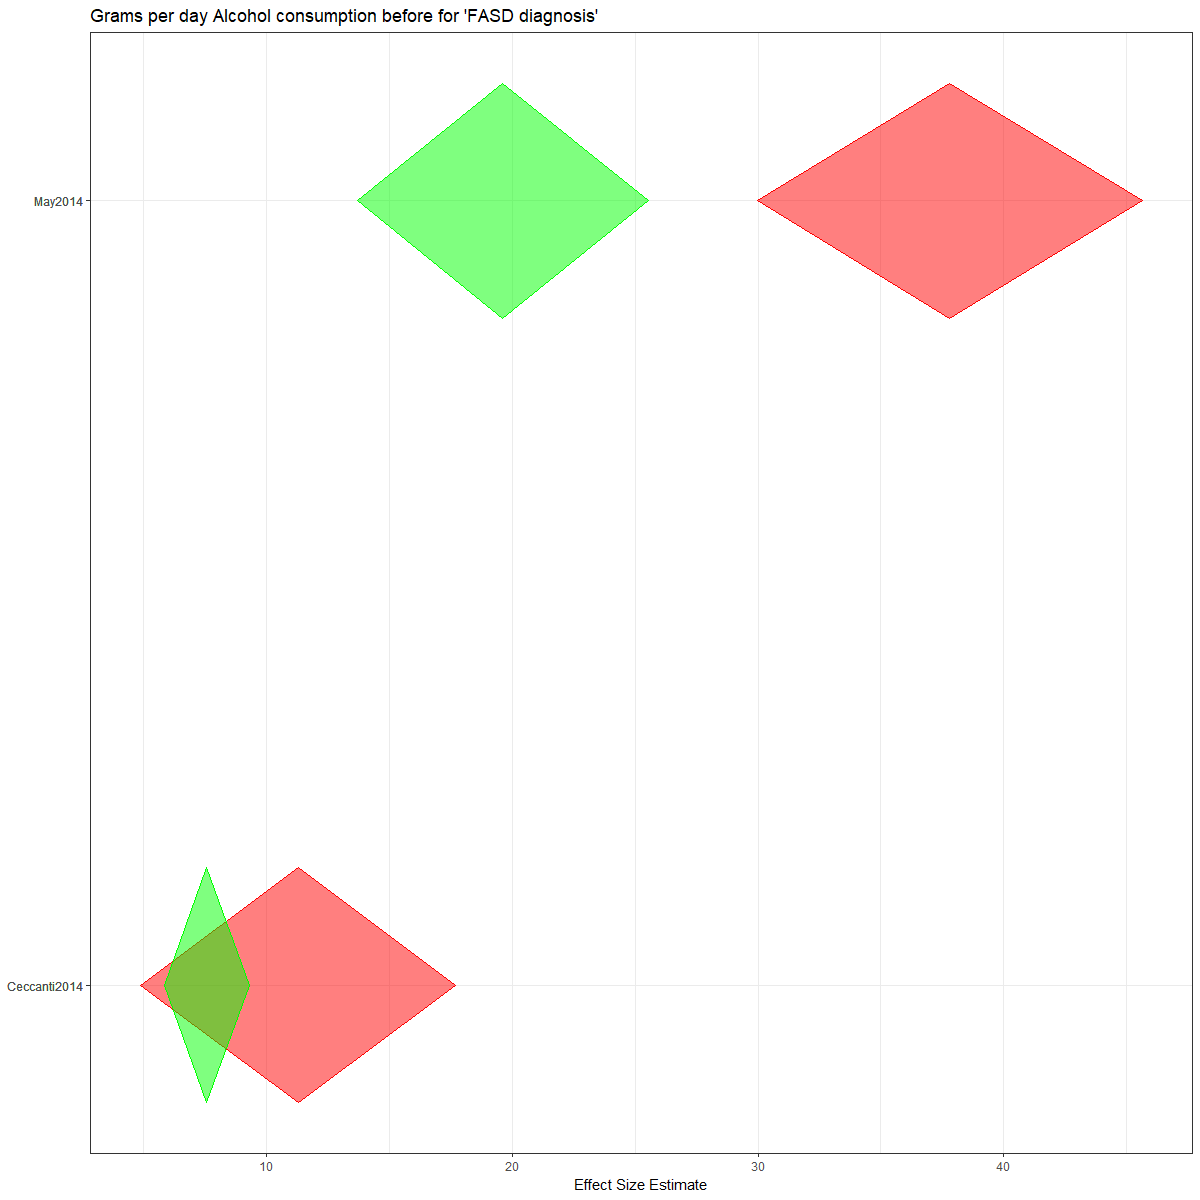 Grams per day Alcohol consumption before for 'FASD diagnosis'
May2014
Ceccanti2014
10 20 30 40
Effect Size Estimate